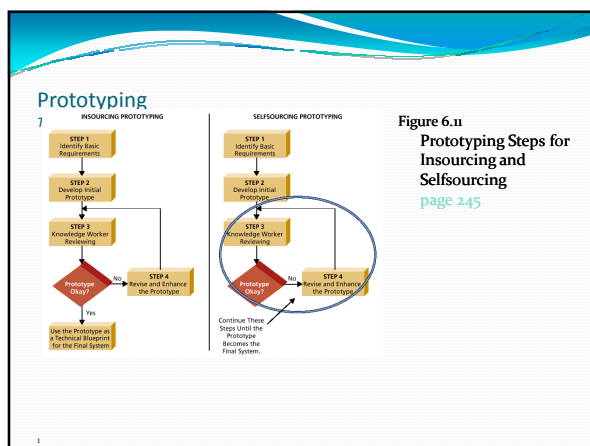 Prototyping
7
INSOURCING PROTOTYPING
STEP 1
Identify Basic
Requirements
STEP 2
Develop Initial
Prototype
STEP 3
Knowledge Worker
Reviewing
Prototype
Okay?
No
STEP 4
Revise and Enhance
the Prototype
Yes
Use the Prototype as
a Technical Blueprint
for the Final System
SELFSOURCING PROTOTYPING
STEP 1
Identify Basic
Requirements
STEP 2
Develop Initial
Prototype
STEP 3
Knowledge Worker
Reviewing
Prototype
Okay?
No
STEP 4
Revise and Enhance
the Prototype
Continue These
Steps Until the
Prototype
Becomes the
Final System.
Figure 6.11
Prototyping Steps for
Insourcing and
Selfsourcing
page 245
1